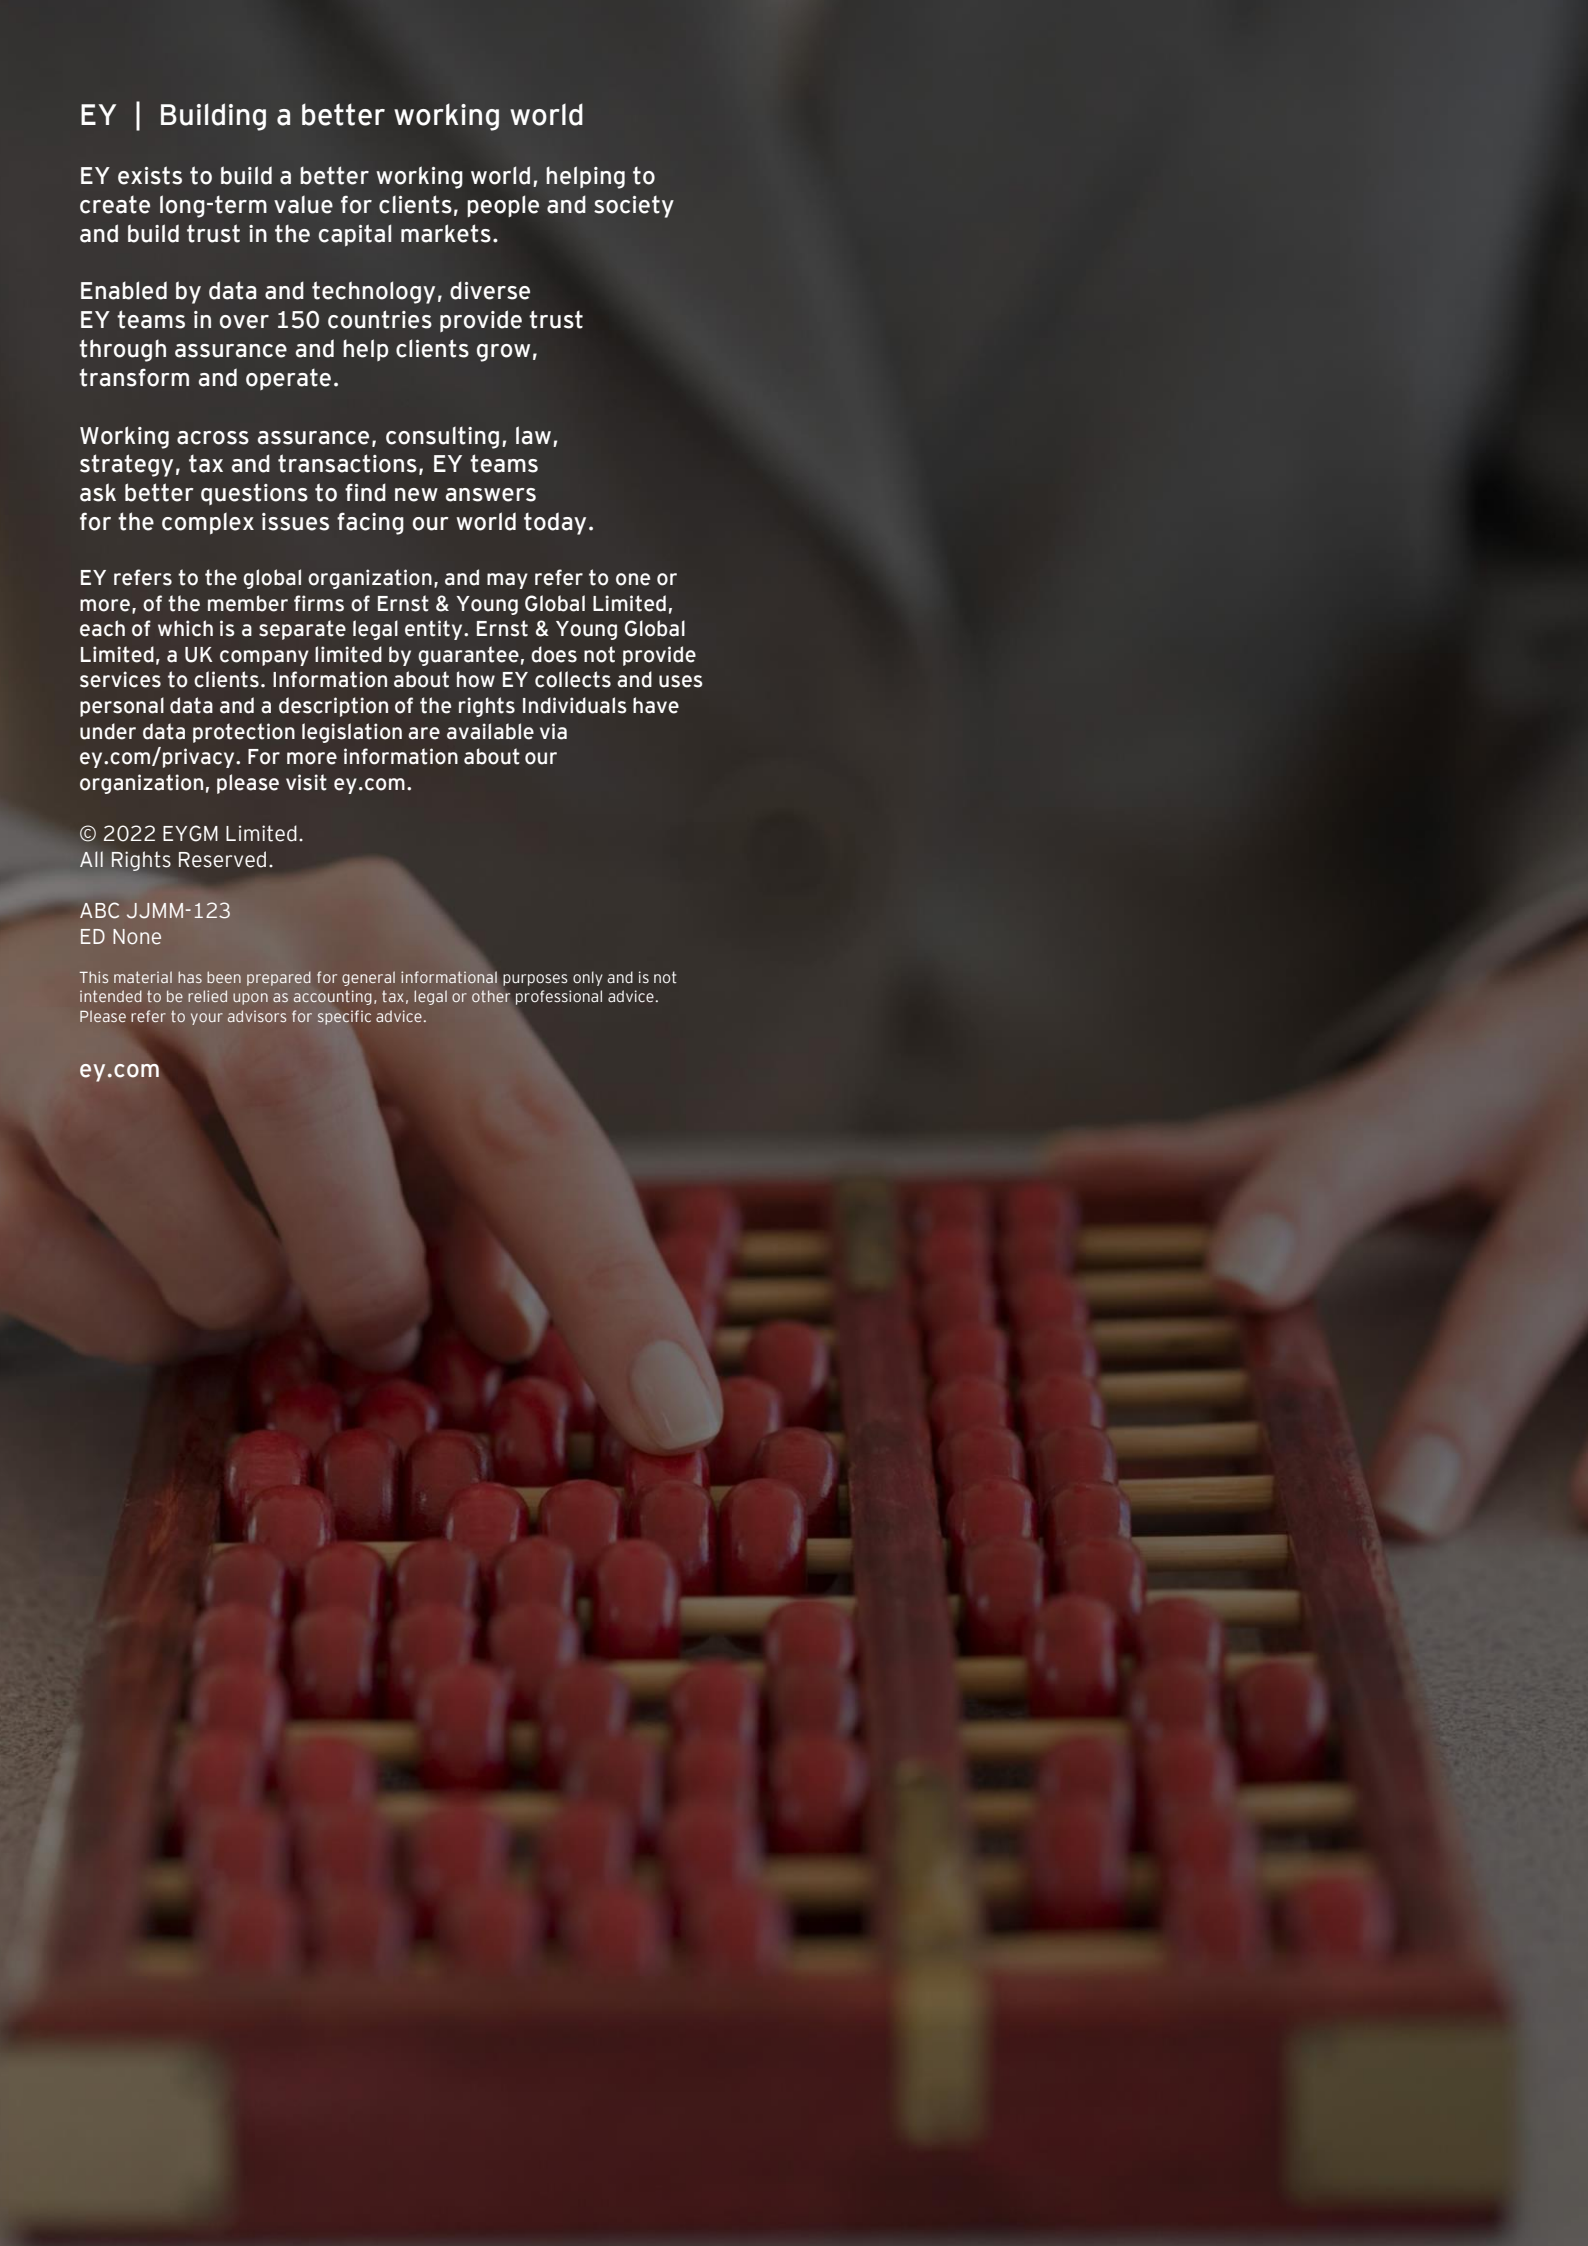 EY | Building a better working world
EY exists to build a better working world, helping to
create long-term value for clients, people and society
and build trust in the capital markets.
Enabled by data and technology, diverse
EY teams in over 150 countries provide trust
through assurance and help clients grow,
transform and operate.
Working across assurance, consulting, law,
strategy, tax and transactions, EY teams
ask better questions to find new answers
for the complex issues facing our world today.
EY refers to the global organization, and may refer to one or
more, of the member firms of Ernst & Young Global Limited,
each of which is a separate legal entity. Ernst & Young Global
Limited, a UK company limited by guarantee, does not provide
services to clients. Information about how EY collects and uses
personal data and a description of the rights Individuals have
under data protection legislation are available via
ey.com/privacy. For more information about our
organization, please visit ey.com.
© 2022 EYGM Limited.
All Rights Reserved.
ABC JJMM-123
ED None
This material has been prepared for general informational purposes only and is not
intended to be relied upon as accounting, tax, legal or other professional advice.
Please refer to your advisors for specific advice.
ey.com